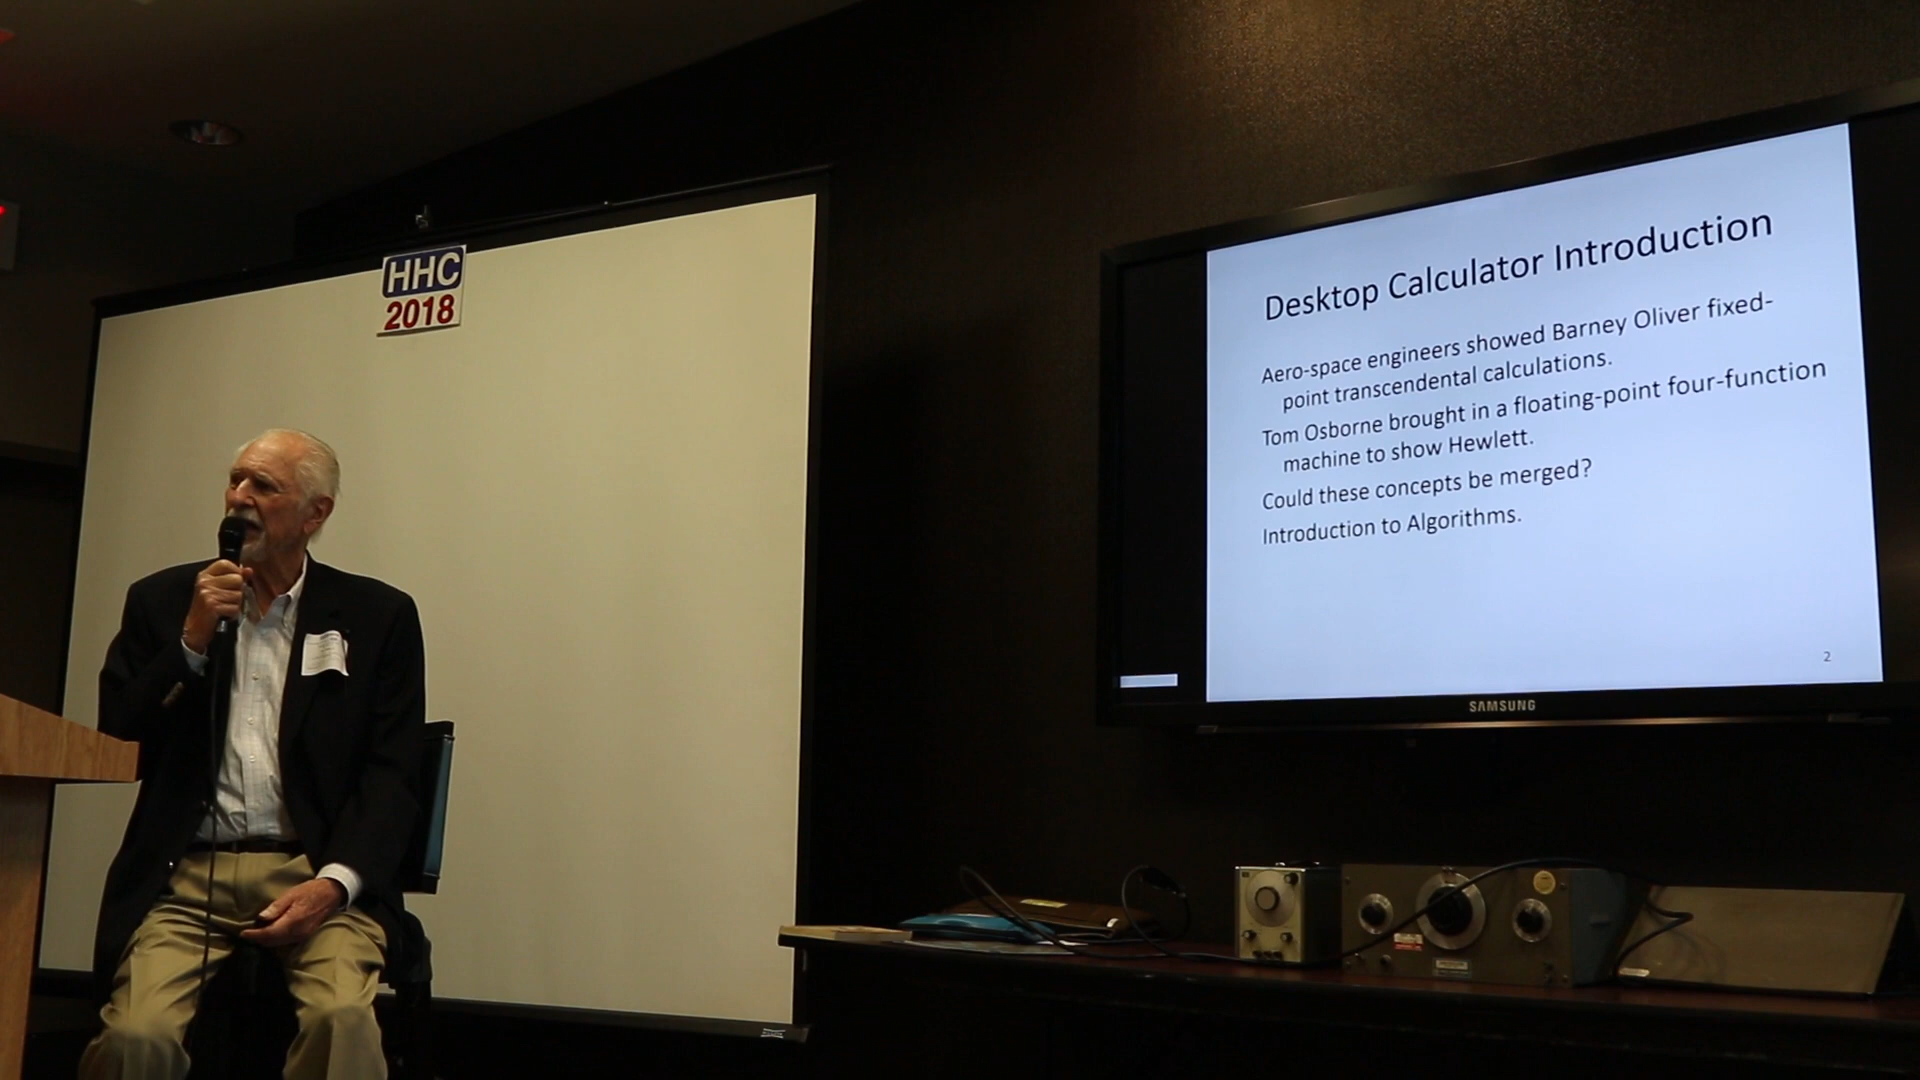 HHC
2018
Desktop Calculator Introduction
Aero-space engineers showed Barney Oliver fixed-
point transcendental calculations.
Tom Osborne brought in a floating-point four-function
machine to show Hewlett.
Could these concepts be merged?
Introduction to Algorithms.
2
SAMSUNG